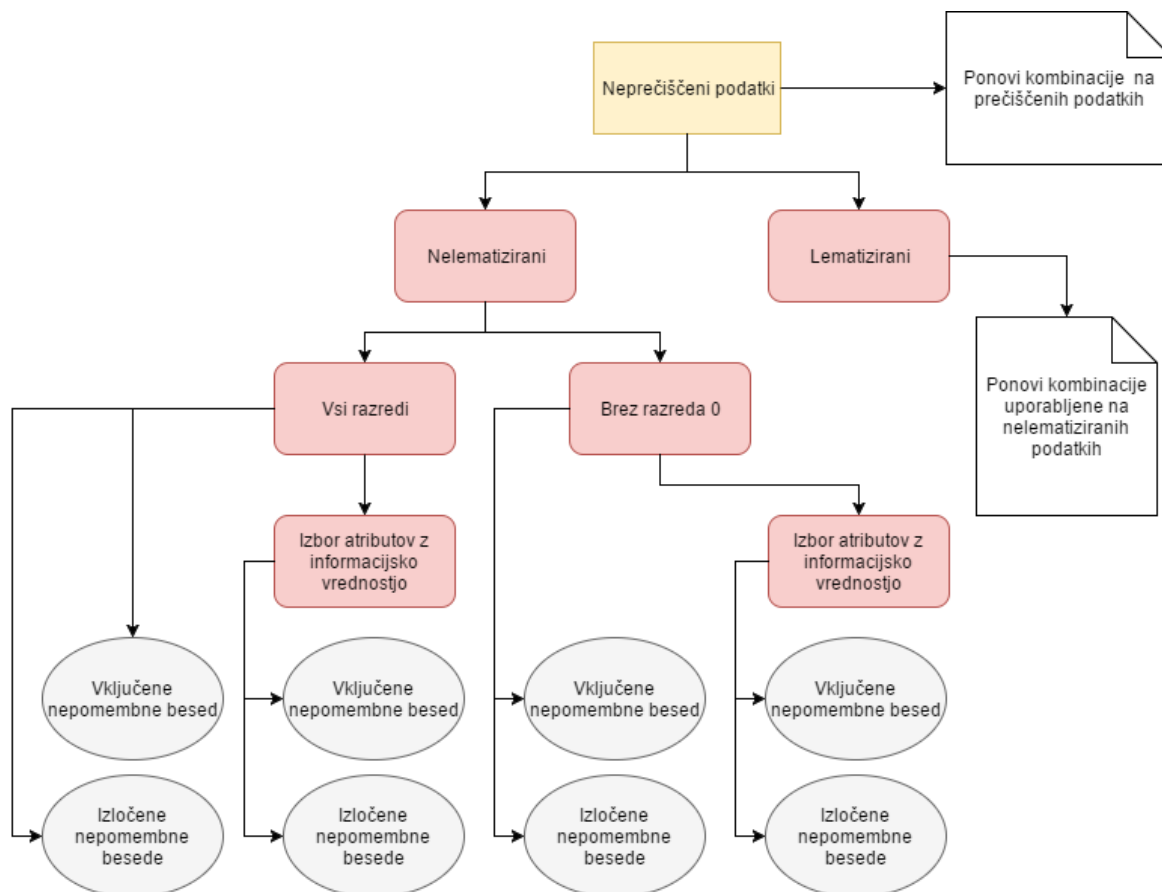 Neprečiščeni podatki
Ponovi kombinacije na
prečiščenih podatkih
Nelematizirani
Lematizirani
Ponovi kombinacije
uporabljene na
nelematiziranih
podatkih
Vsi razredi
Brez razreda 0
Izbor atributov z
informacijsko
vrednostjo
Izbor atributov z
informacijsko
vrednostjo
Vključene
nepomembne besed
Vključene
nepomembne besed
Vključene
nepomembne besed
Vključene
nepomembne besed
Izločene
nepomembne
besede
Izločene
nepomembne
besede
Izločene
nepomembne
besede
Izločene
nepomembne
besede